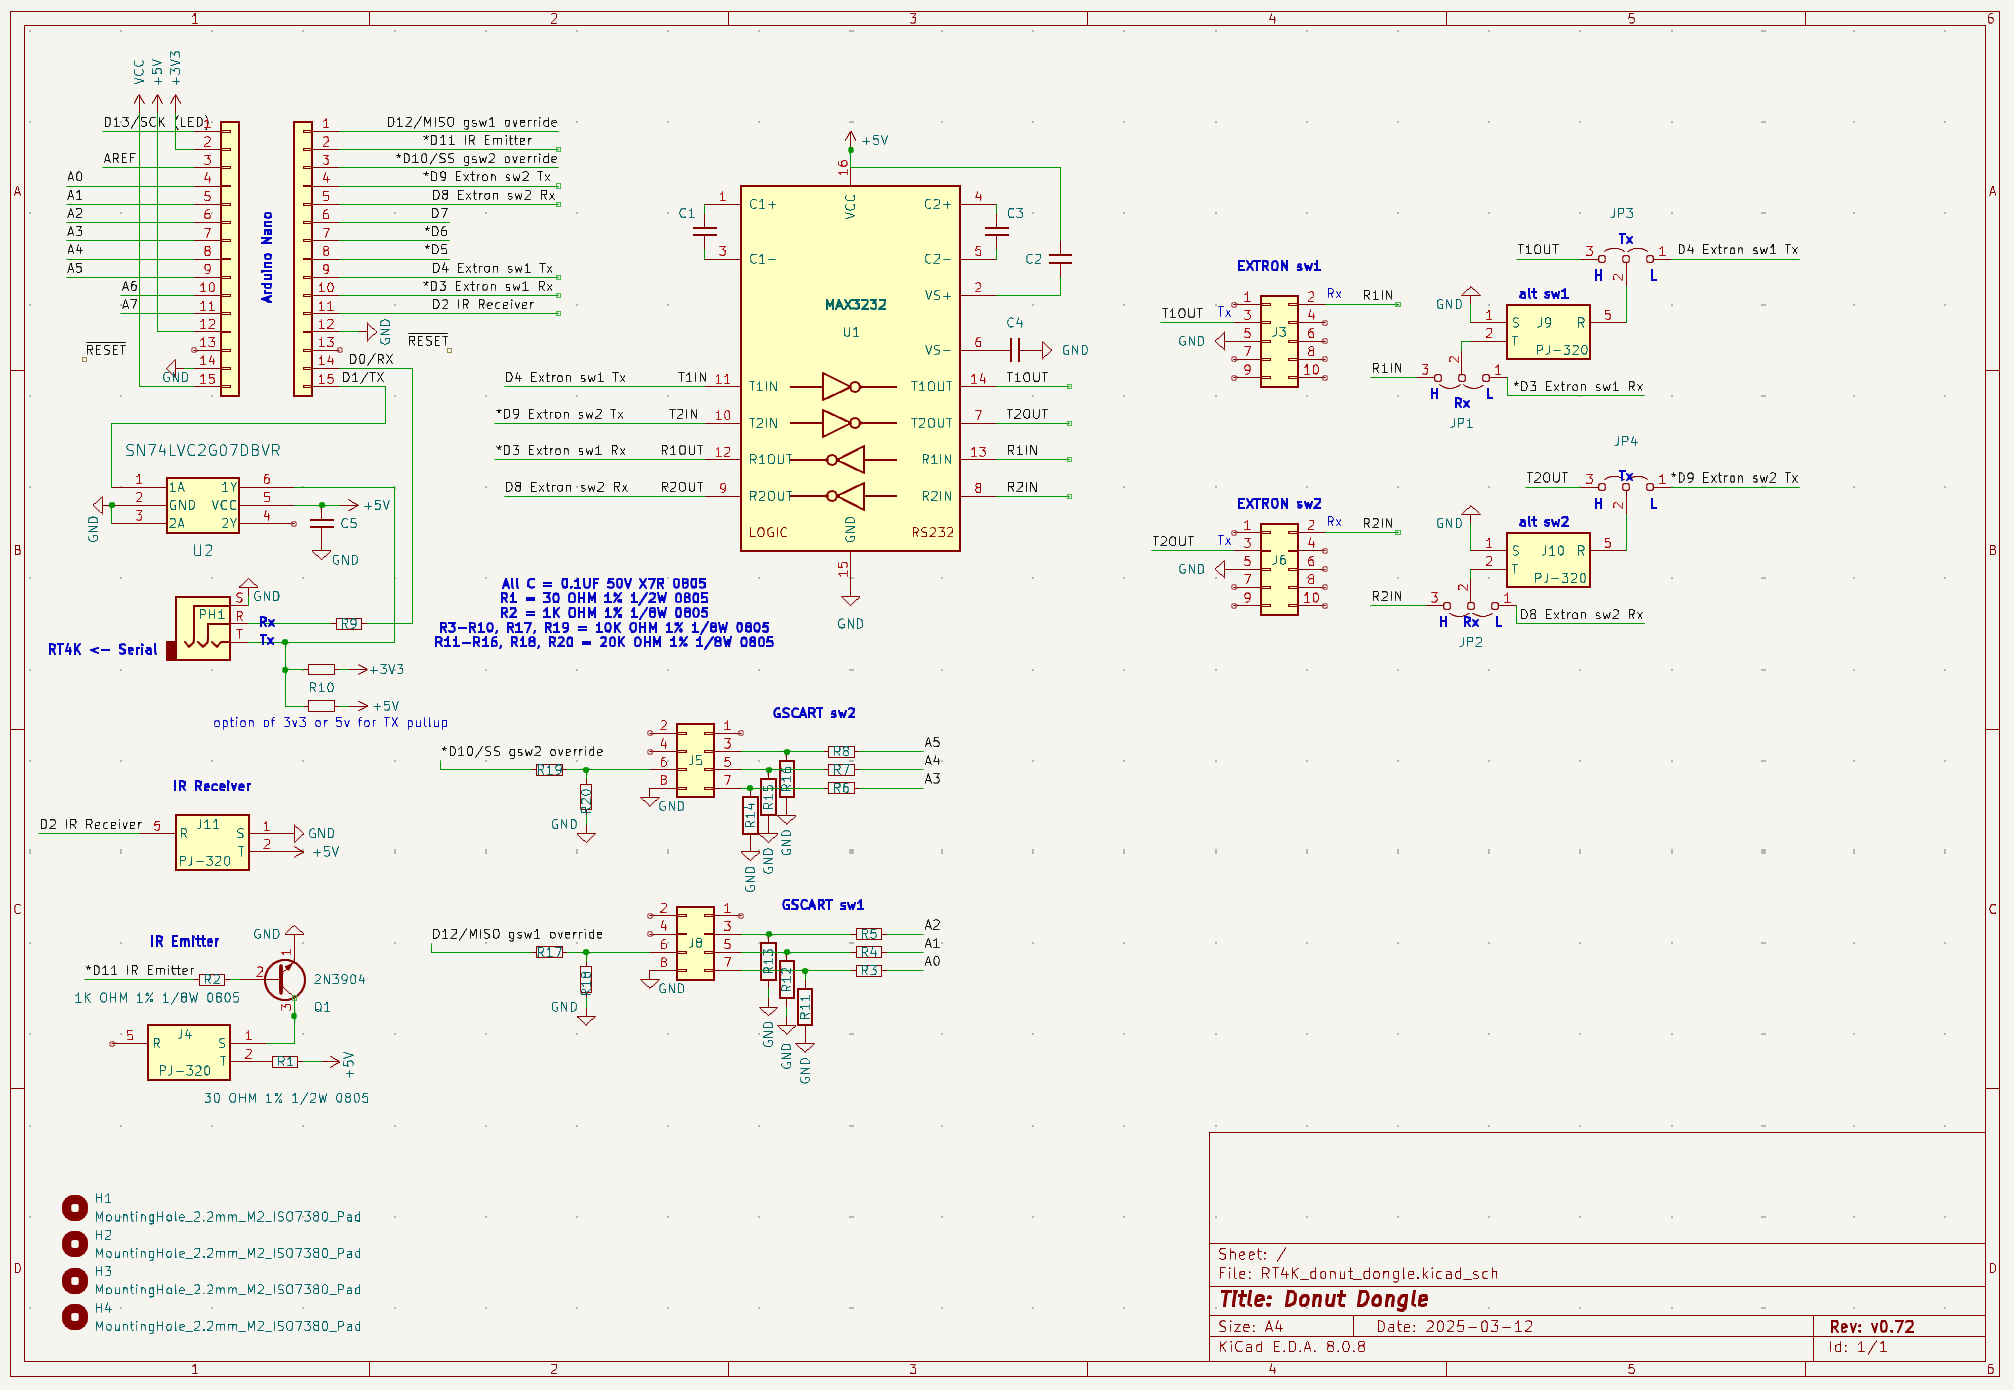 1 2 3 4 5 6
A
B
C
D
VCC
+5V
+3V3
D13/SCK (LED)
AREF
A0
A1
A2
A3
A4
A5
A6
A7
1
2
3
4
5
6
7
8
9
10
11
12
13
14
15
RESET
GND
Arduino Nano
1
2
3
4
5
6
7
8
9
10
11
12
13
14
15
D12/MISO gsw1 override
*D11 IR Emitter
*D10/SS gsw2 override
*D9 Extron sw2 Tx
D8 Extron sw2 Rx
D7
*D6
*D5
D4 Extron sw1 Tx
*D3 Extron sw1 Rx
D2 IR Receiver
GND
RESET
D0/RX
D1/TX
SN74LVC2G07DBVR
1 1A 1Y 6
2 GND VCC 5
3 2A 2Y 4
U2
GND
+5V
C5
GND
GND
PH1
S
R
T
Rx
Tx
R9
RT4K <- Serial
+3V3
R10
+5V
option of 3v3 or 5v for TX pullup
+5V
16
VCC
1 C1+
3 C1-
C1
C2+ 4
C2- 5
C3
C2
VS+ 2
VS- 6
C4
GND
MAX3232
U1
D4 Extron sw1 Tx T1IN 11 T1IN T1OUT 14 T1OUT
*D9 Extron sw2 Tx T2IN 10 T2IN T2OUT 7 T2OUT
*D3 Extron sw1 Rx R1OUT 12 R1OUT R1IN 13 R1IN
D8 Extron sw2 Rx R2OUT 9 R2OUT R2IN 8 R2IN
LOGIC GND RS232
15
GND
All C = 0.1UF 50V X7R 0805
R1 = 30 OHM 1% 1/2W 0805
R2 = 1K OHM 1% 1/8W 0805
R3-R10, R17, R19 = 10K OHM 1% 1/8W 0805
R11-R16, R18, R20 = 20K OHM 1% 1/8W 0805
EXTRON sw1
T1OUT Tx
GND
1 2
3 4
5 6
7 8
9 10
J3
Rx R1IN
JP3
Tx
T1OUT 3 1 D4 Extron sw1 Tx
H L
2
alt sw1
GND
1 S J9 R 5
2 T PJ-320
R1IN 3 2 1
*D3 Extron sw1 Rx
H Rx L
JP1
EXTRON sw2
T2OUT Tx
GND
1 2
3 4
5 6
7 8
9 10
J6
Rx R2IN
JP4
Tx
T2OUT 3 1 *D9 Extron sw2 Tx
H L
2
alt sw2
GND
1 S J10 R 5
2 T PJ-320
R2IN 3 2 1
D8 Extron sw2 Rx
H Rx L
JP2
GSCART sw2
*D10/SS gsw2 override
R19
R20
GND
2 1
4 3
6 5
8 7
J5
GND
R8 A5
R7 A4
R6 A3
R14
R15
R16
GND
GND
GND
GSCART sw1
D12/MISO gsw1 override
R17
R18
GND
2 1
4 3
6 5
8 7
J8
GND
R5 A2
R4 A1
R3 A0
R13
R12
R11
GND
GND
GND
IR Receiver
D2 IR Receiver 5 R J11 S 1 GND
T 2 +5V
PJ-320
IR Emitter
GND
1
*D11 IR Emitter R2 2
2N3904
1K OHM 1% 1/8W 0805
3 Q1
5 R J4 S 1
T 2 R1 +5V
PJ-320
30 OHM 1% 1/2W 0805
H1
MountingHole_2.2mm_M2_ISO7380_Pad
H2
MountingHole_2.2mm_M2_ISO7380_Pad
H3
MountingHole_2.2mm_M2_ISO7380_Pad
H4
MountingHole_2.2mm_M2_ISO7380_Pad
Sheet: /
File: RT4K_donut_dongle.kicad_sch
Title: Donut Dongle
Size: A4 Date: 2025-03-12 Rev: v0.72
KiCad E.D.A. 8.0.8 Id: 1/1
A
B
C
D
1 2 3 4 5 6